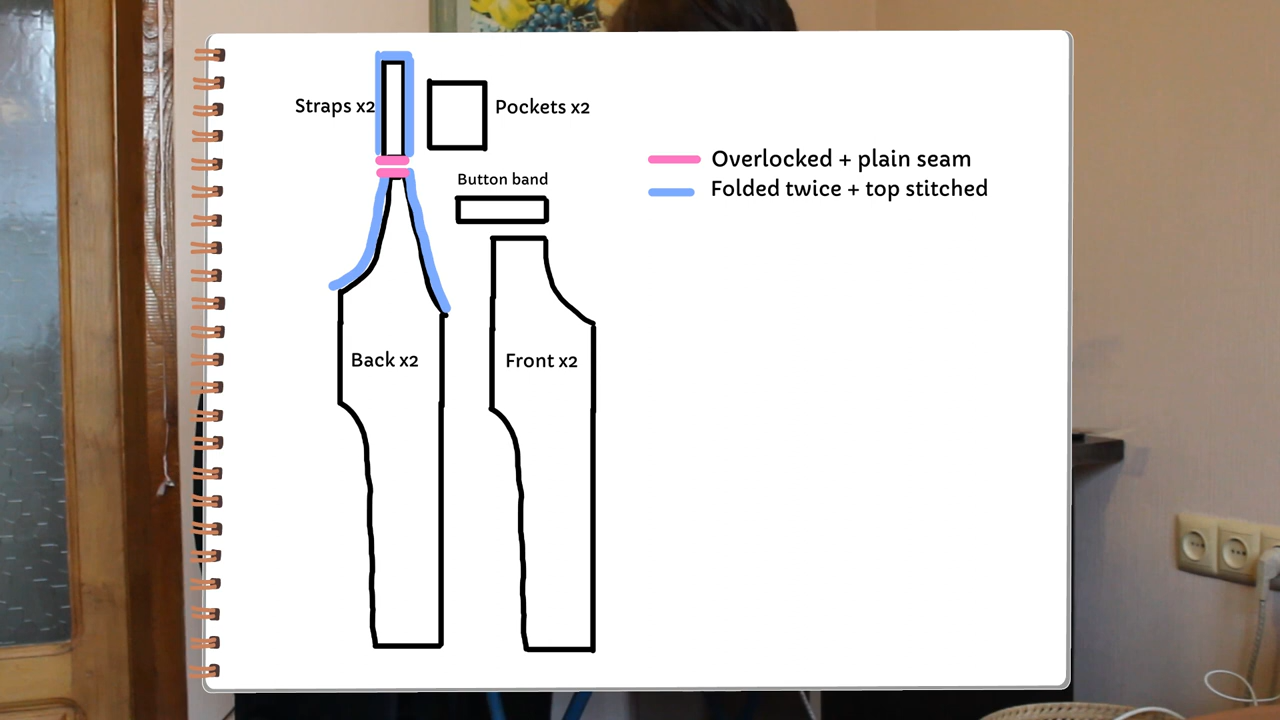 Straps x2
Pockets x2
Overlocked + plain seam
Button band
Folded twice + top stitched
Back x2
Front x2